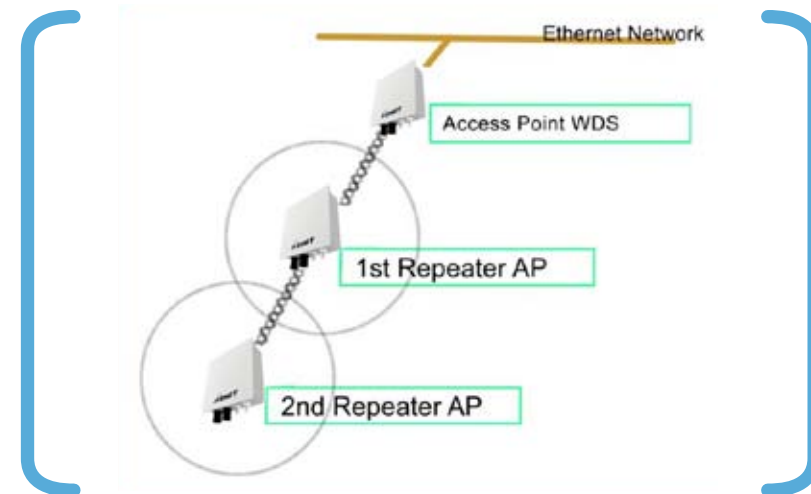 Ethernet Network
Access Point WDS
1st Repeater AP
2nd Repeater AP